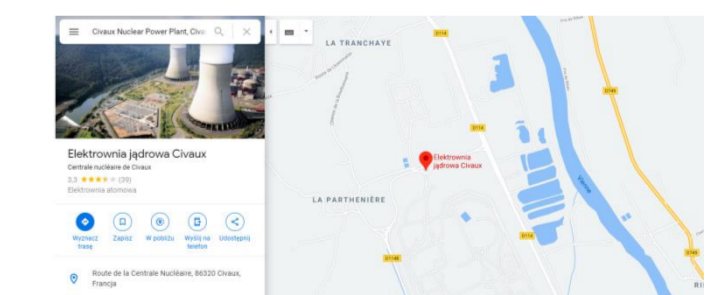 Civaux Nuclear Power Plant, Civa
Elektrownia jądrowa Civaux
Centrale nucléaire de Civaux
3,3 (39)
Elektrownia atomowa
Wyznacz trasę
Zapisz
W pobliżu
Wyślij na telefon
Udostępnij
Route de la Centrale Nucléaire, 86320 Civaux,
Francja
LA TRANCHAYE
D114
D749
D114
Elektrownia
jądrowa Civaux
LA PARTHENIÈRE
Vienne
D114
D114B
D749
RI